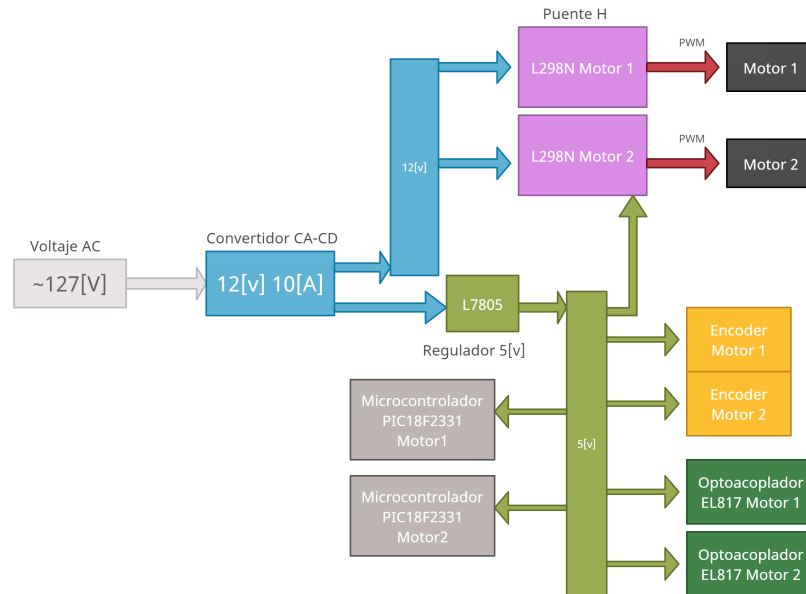 Puente H
L298N Motor 1
PWM
Motor 1
L298N Motor 2
PWM
Motor 2
12[v]
Voltaje AC
~127[V]
Convertidor CA-CD
12[v] 10[A]
L7805
Regulador 5[v]
5[v]
Encoder
Motor 1
Encoder
Motor 2
Microcontrolador
PIC18F2331
Motor1
Microcontrolador
PIC18F2331
Motor2
Optoacoplador
EL817 Motor 1
Optoacoplador
EL817 Motor 2